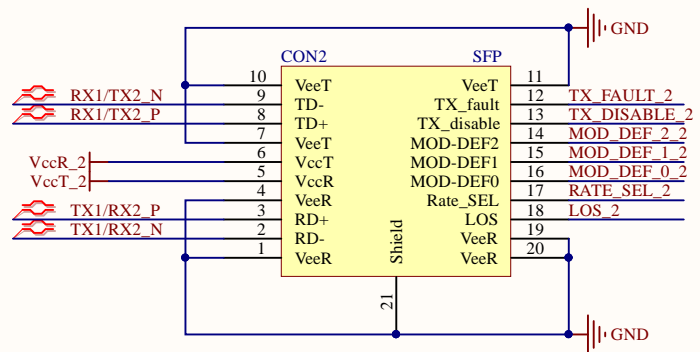 GND
CON2 SFP
10 VeeT VeeT 11
RX1/TX2_N 9 TD- TX_fault 12 TX_FAULT_2
RX1/TX2_P 8 TD+ TX_disable 13 TX_DISABLE_2
7 VeeT MOD-DEF2 14 MOD_DEF_2_2
VccR_2 6 VccT MOD-DEF1 15 MOD_DEF_1_2
VccT_2 5 VccR MOD-DEF0 16 MOD_DEF_0_2
4 VeeR Rate_SEL 17 RATE_SEL_2
TX1/RX2_P 3 RD+ LOS 18 LOS_2
TX1/RX2_N 2 RD- VeeR 19
1 VeeR VeeR 20
Shield
21
GND